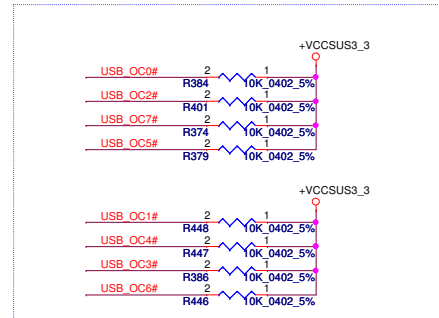 +VCCSUS3_3
USB_OC0# 2 1
R384 10K_0402_5%
USB_OC2# 2 1
R401 10K_0402_5%
USB_OC7# 2 1
R374 10K_0402_5%
USB_OC5# 2 1
R379 10K_0402_5%
+VCCSUS3_3
USB_OC1# 2 1
R448 10K_0402_5%
USB_OC4# 2 1
R447 10K_0402_5%
USB_OC3# 2 1
R386 10K_0402_5%
USB_OC6# 2 1
R446 10K_0402_5%